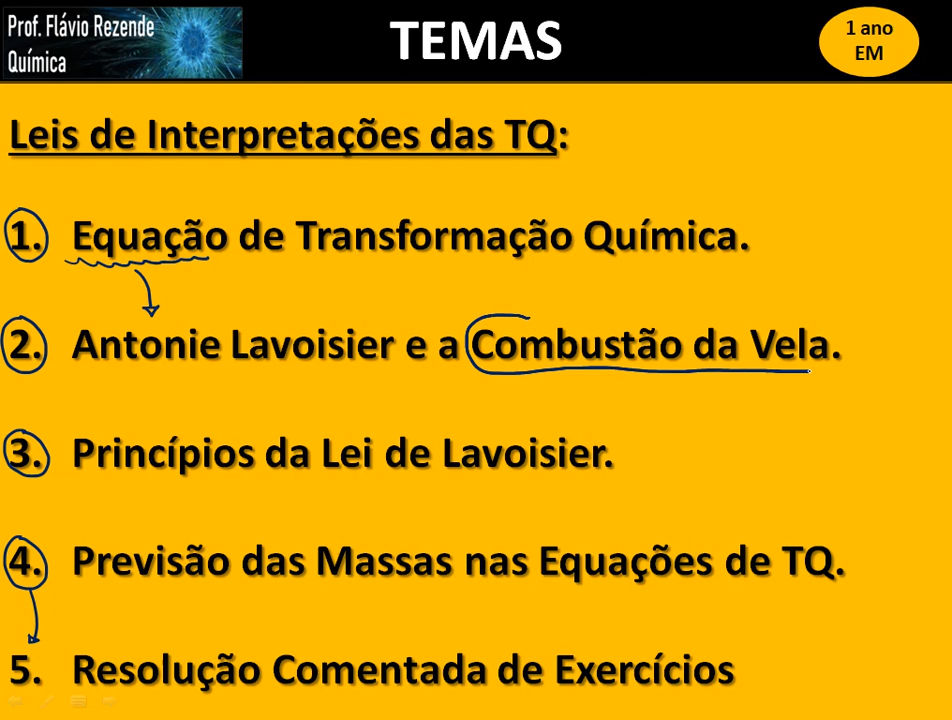 Prof. Flávio Rezende
Química
TEMAS
1 ano
EM
Leis de Interpretações das TQ:
1. Equação de Transformação Química.
2. Antonie Lavoisier e a Combustão da Vela.
3. Princípios da Lei de Lavoisier.
4. Previsão das Massas nas Equações de TQ.
5. Resolução Comentada de Exercícios